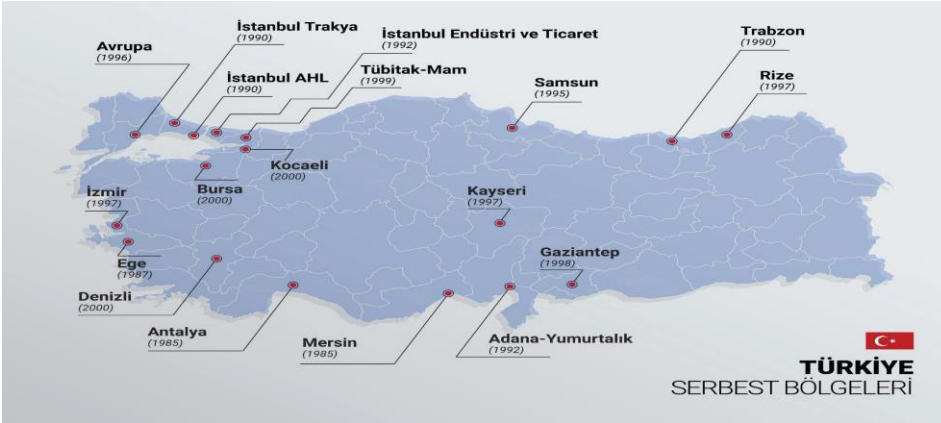 Avrupa
(1996)
İstanbul Trakya
(1990)
İstanbul AHL
(1990)
İstanbul Endüstri ve Ticaret
(1992)
Tübitak-Mam
(1999)
Samsun
(1995)
Trabzon
(1990)
Rize
(1997)
Kocaeli
(2000)
Bursa
(2000)
İzmir
(1997)
Kayseri
(1997)
Ege
(1987)
Gaziantep
(1998)
Denizli
(2000)
Antalya
(1985)
Mersin
(1985)
Adana-Yumurtalık
(1992)
TÜRKİYE
SERBEST BÖLGELERİ